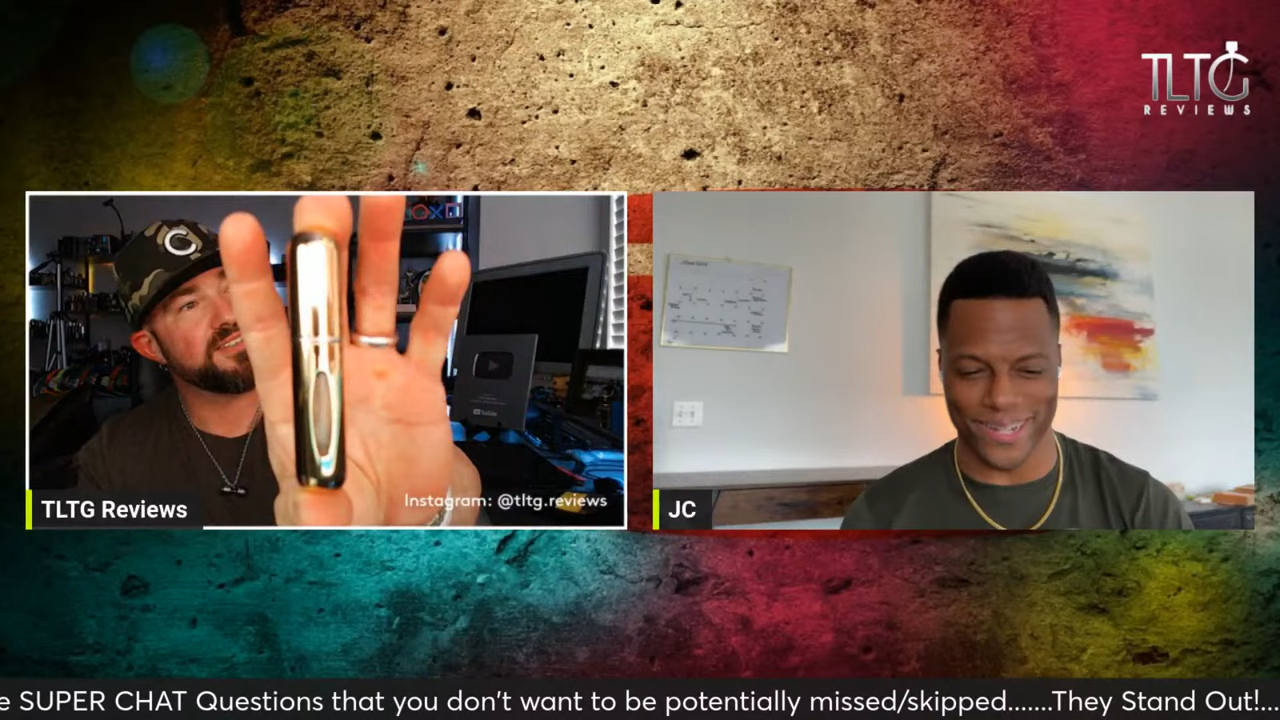 TLTG
REVIEWS
C
YouTube
Instagram: @tltg.reviews
TLTG Reviews
JC
e SUPER CHAT Questions that you don't want to be potentially missed/skipped.......They Stand Out!...